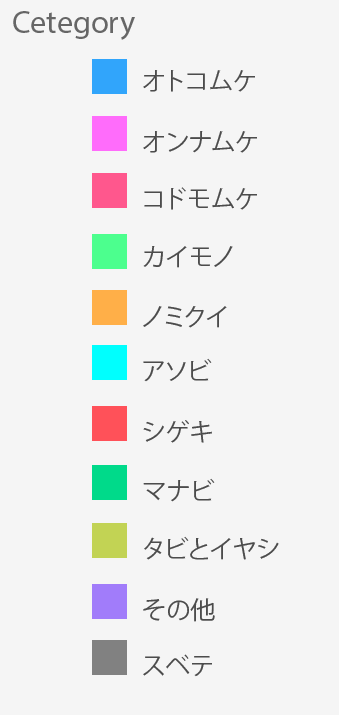 Cetegory
オトコムケ
オンナムケ
コドモムケ
カイモノ
ノミクイ
アソビ
シゲキ
マナビ
タビとイヤシ
その他
スベテ